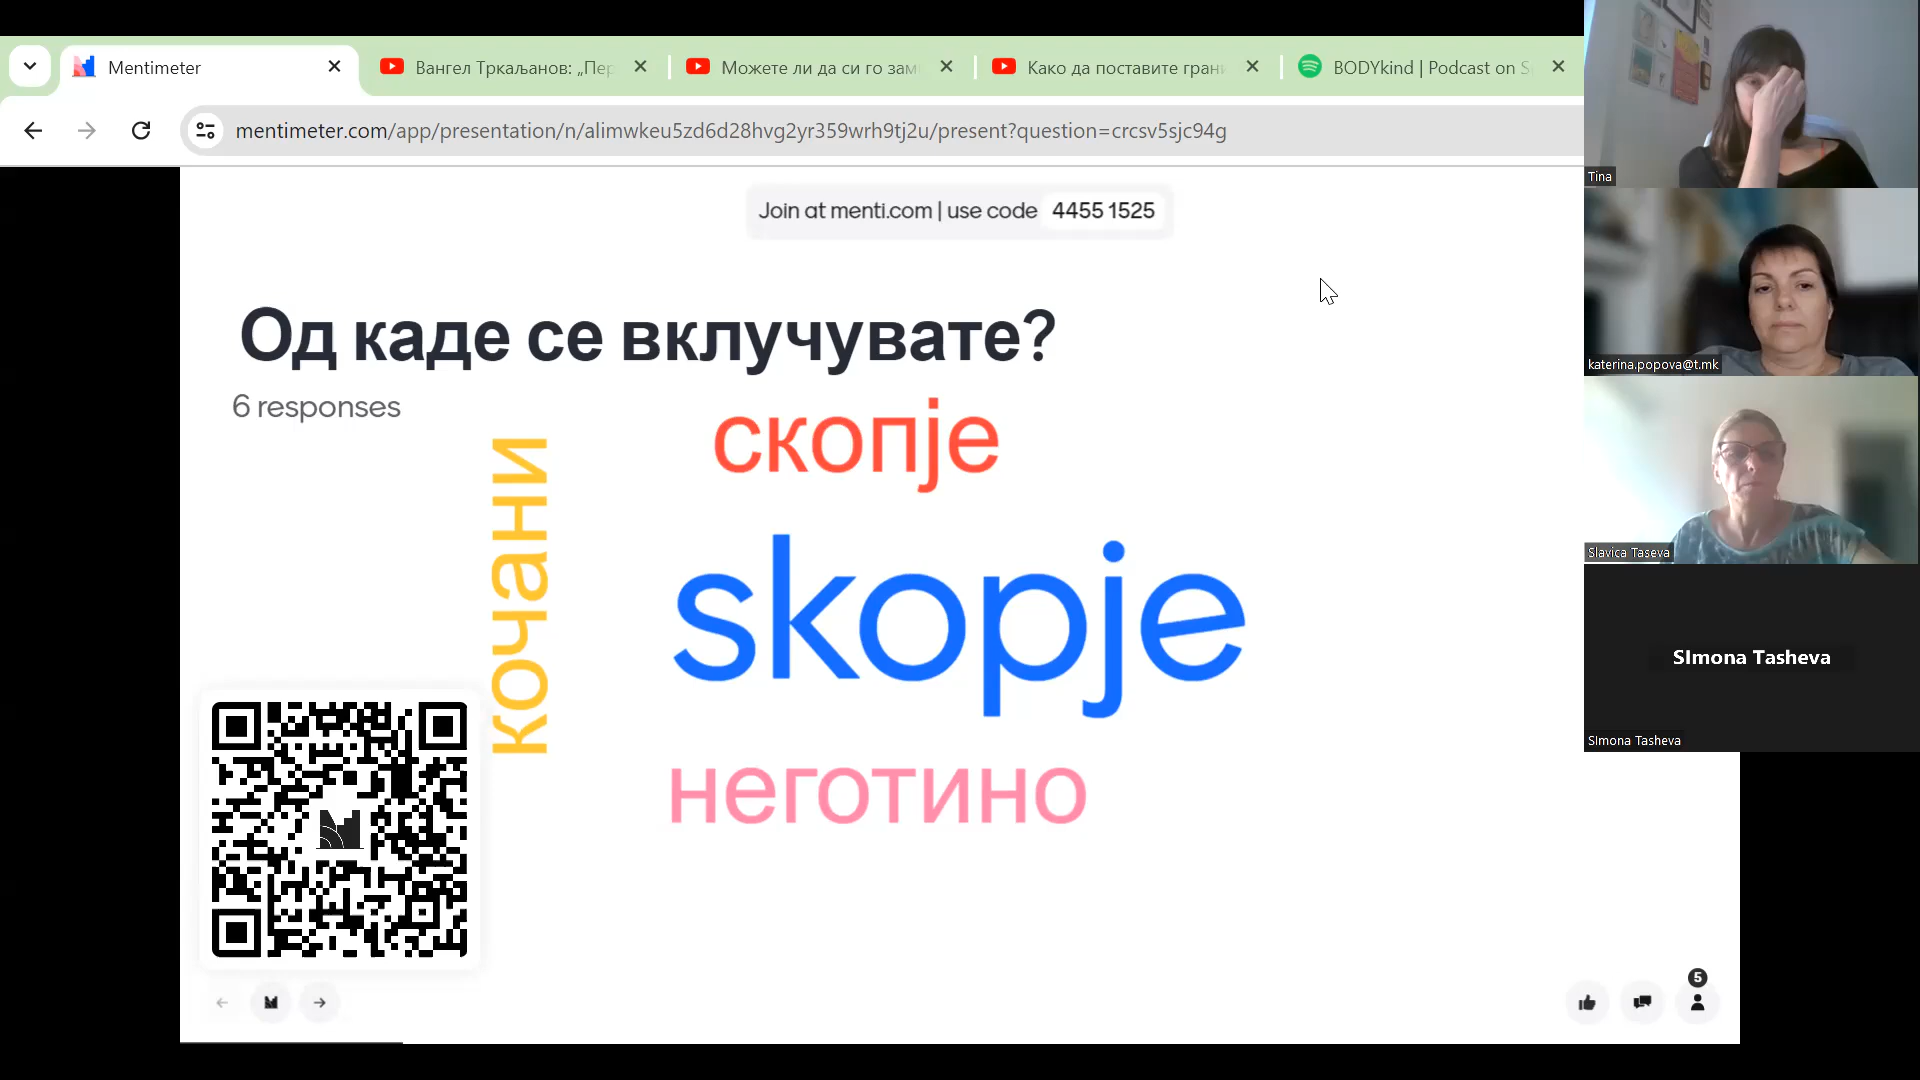 Mentimeter
Вангел Тркаљанов: „Пер
Можете ли да си го зам
Како да поставите грани
BODYkind | Podcast on S
mentimeter.com/app/presentation/n/alimwkeu5zd6d28hvg2yr359wrh9tj2u/present?question=crcsv5sjc94g
Join at menti.com | use code 4455 1525
Од каде се вклучувате?
6 responses
скопје
кочани
skopje
неготино
5
Tina
katerina.popova@t.mk
Slavica Taseva
SImona Tasheva
SImona Tasheva